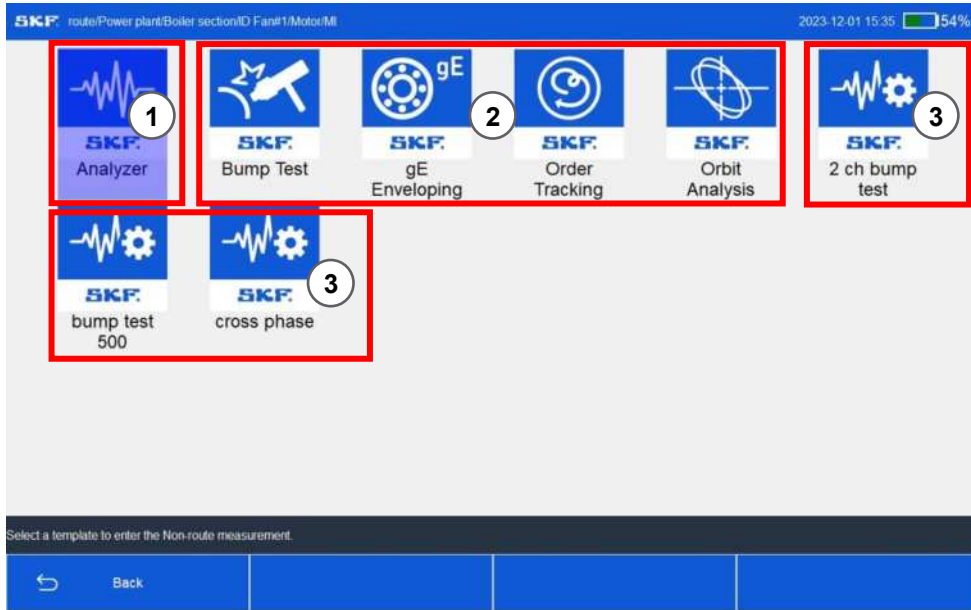 SKF. route/Power plant/Boiler section/ID Fan#1/Motor/MI 2023-12-01 15:35 54%
1 gE 2 3
SKF. SKF. SKF. SKF. SKF. SKF.
Analyzer Bump Test gE Order Orbit 2 ch bump
Enveloping Tracking Analysis test
3
SKF. SKF.
bump test cross phase
500
Select a template to enter the Non-route measurement.
Back